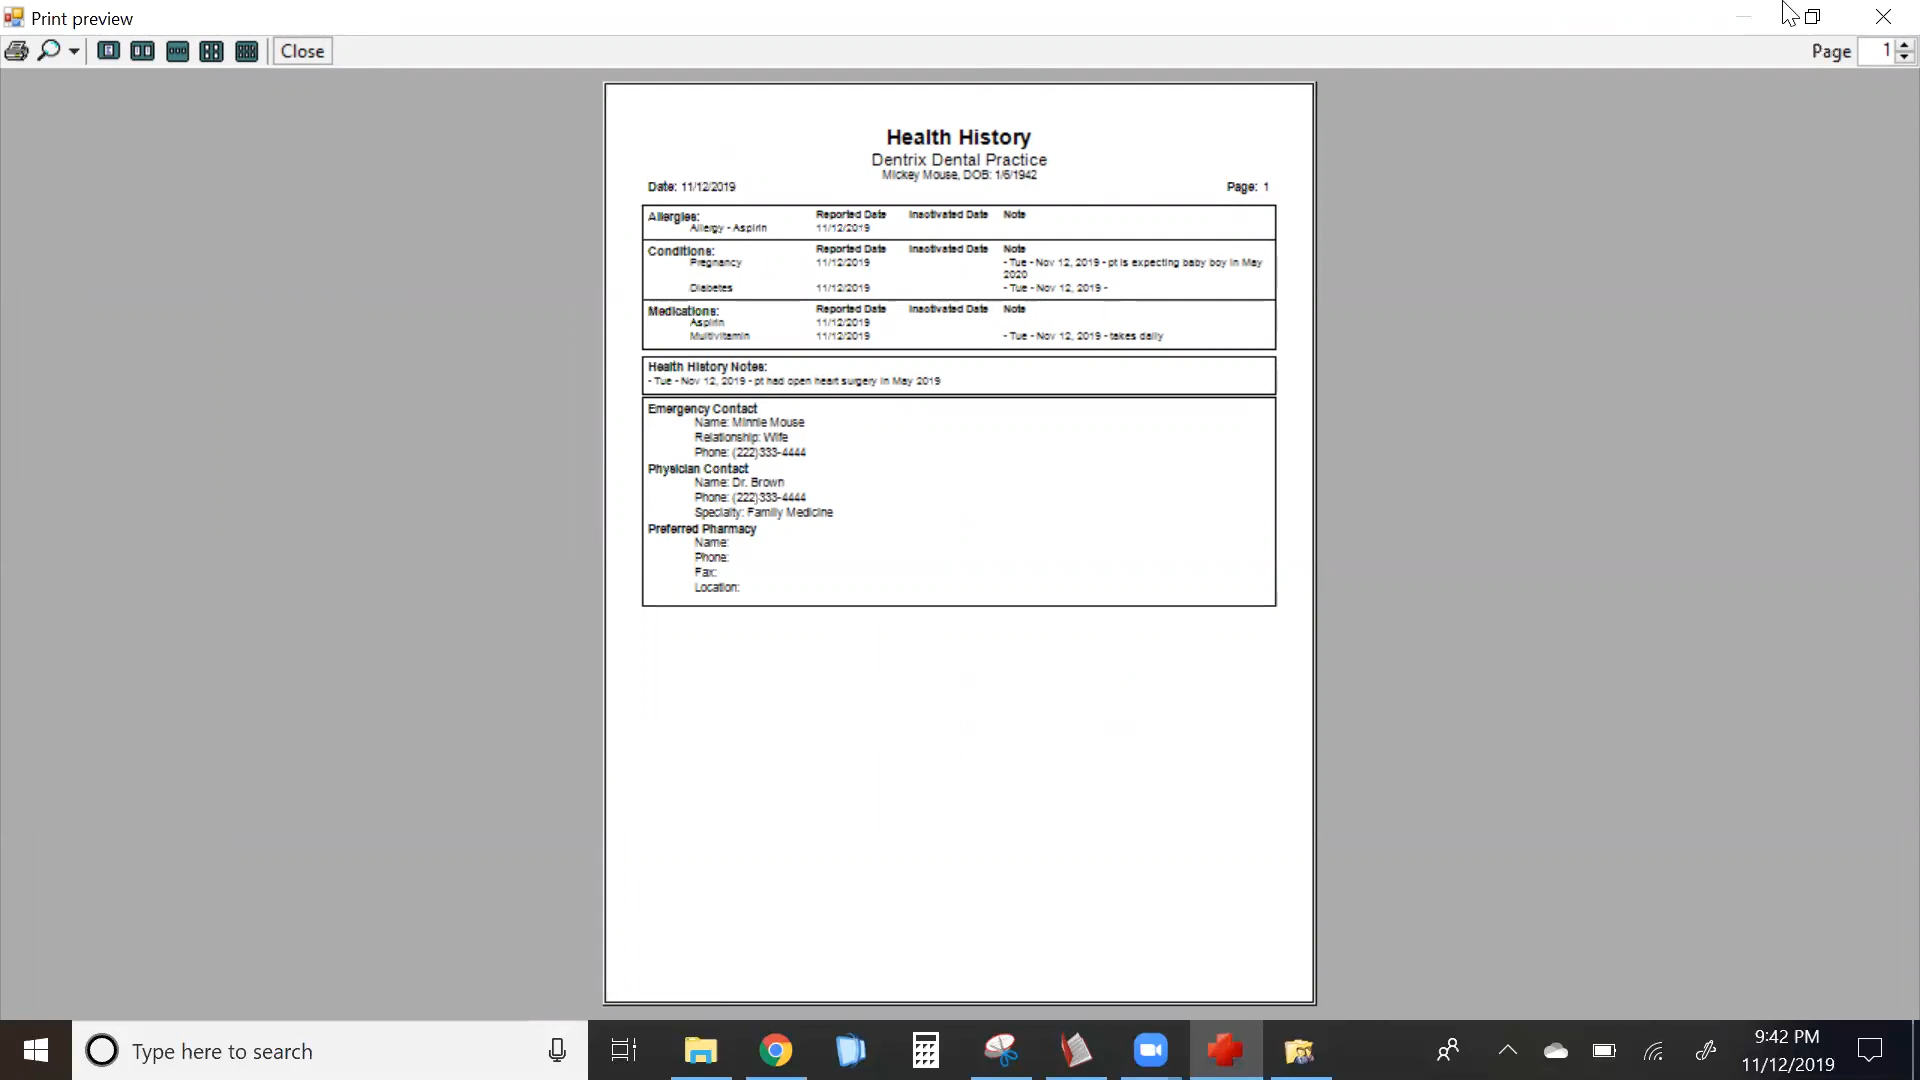 Print preview
Close
Page 1
Health History
Dentrix Dental Practice
Mickey Mouse, DOB: 1/6/1942
Date: 11/12/2019 Page: 1
Allergies: Reported Date Inactivated Date Note
Allergy - Aspirin 11/12/2019
Conditions: Reported Date Inactivated Date Note
Pregnancy 11/12/2019 - Tue - Nov 12, 2019 - pt is expecting baby boy in May
2020
Diabetes 11/12/2019 - Tue - Nov 12, 2019 -
Medications: Reported Date Inactivated Date Note
Aspirin 11/12/2019
Multivitamin 11/12/2019 - Tue - Nov 12, 2019 - takes daily
Health History Notes:
- Tue - Nov 12, 2019 - pt had open heart surgery in May 2019
Emergency Contact
Name: Minnie Mouse
Relationship: Wife
Phone: (222)333-4444
Physician Contact
Name: Dr. Brown
Phone: (222)333-4444
Specialty: Family Medicine
Preferred Pharmacy
Name:
Phone:
Fax:
Location:
Type here to search
9:42 PM
11/12/2019